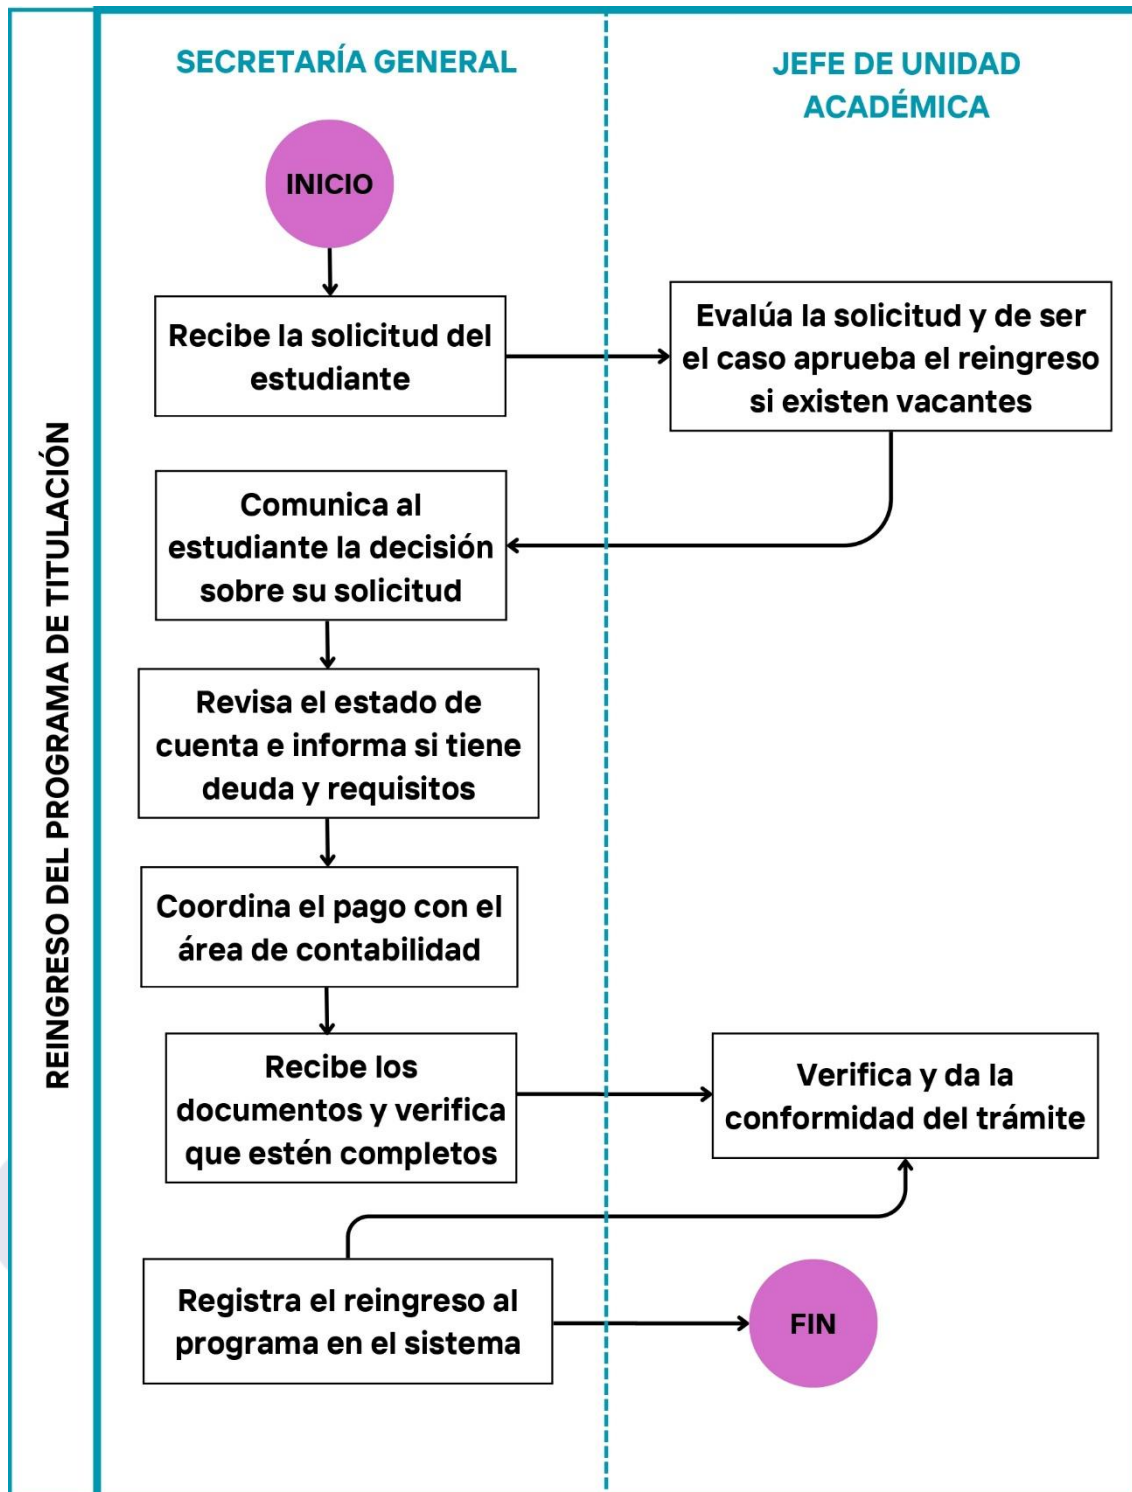 REINGRESO DEL PROGRAMA DE TITULACIÓN
SECRETARÍA GENERAL
JEFE DE UNIDAD
ACADÉMICA
INICIO
Recibe la solicitud del
estudiante
Evalúa la solicitud y de ser
el caso aprueba el reingreso
si existen vacantes
Comunica al
estudiante la decisión
sobre su solicitud
Revisa el estado de
cuenta e informa si tiene
deuda y requisitos
Coordina el pago con el
área de contabilidad
Recibe los
documentos y verifica
que estén completos
Verifica y da la
conformidad del trámite
Registra el reingreso al
programa en el sistema
FIN